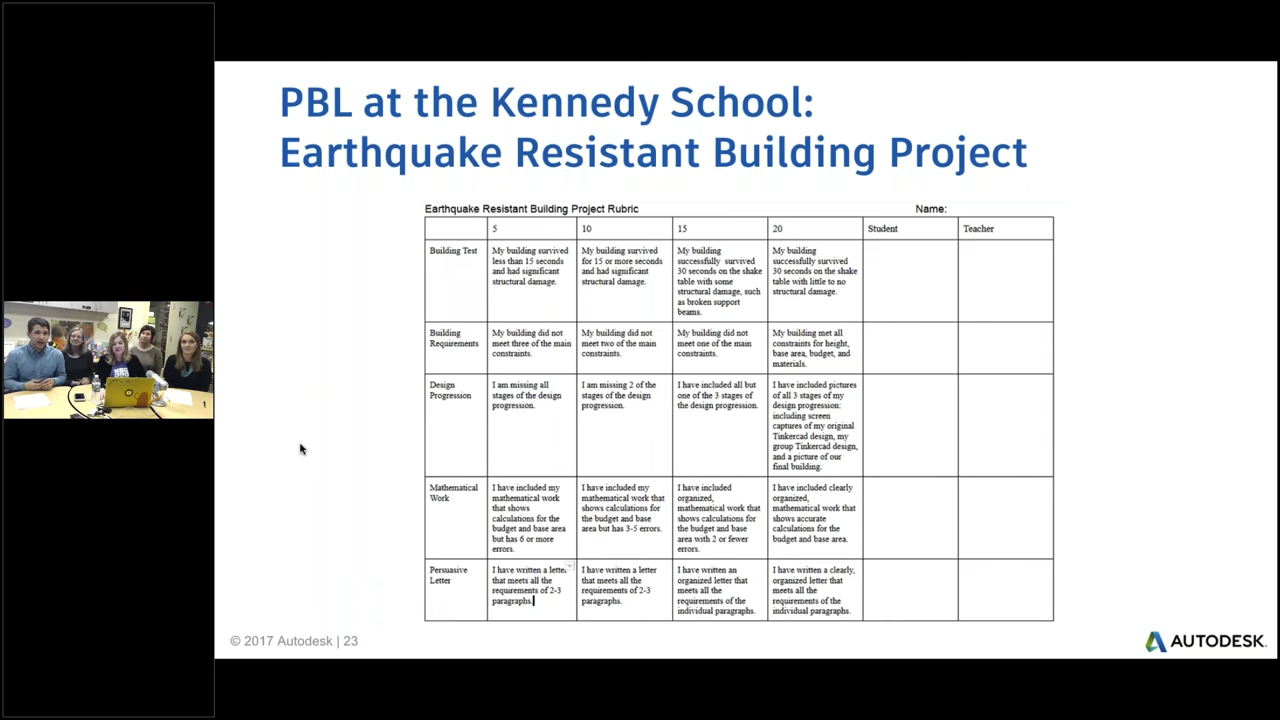 PBL at the Kennedy School:
Earthquake Resistant Building Project
Earthquake Resistant Building Project Rubric
Name:
5
10
15
20
Student
Teacher
Building Test
My building survived
less than 15 seconds
and had significant
structural damage.
My building survived
for 15 or more seconds
and had significant
structural damage.
My building
successfully survived
30 seconds on the shake
table with some
structural damage, such
as broken support
beams.
My building
successfully survived
30 seconds on the shake
table with little to no
structural damage.
Building
Requirements
My building did not
meet three of the main
constraints.
My building did not
meet two of the main
constraints.
My building did not
meet one of the main
constraints.
My building met all
constraints for height,
base area, budget, and
materials.
Design
Progression
I am missing all
stages of the design
progression.
I am missing 2 of the
stages of the design
progression.
I have included all but
one of the 3 stages of
the design progression.
I have included pictures
of all 3 stages of my
design progression:
including screen
captures of my original
Tinkercad design, my
group Tinkercad design,
and a picture of our
final building.
Mathematical
Work
I have included my
mathematical work
that shows
calculations for the
budget and base area
but has 6 or more
errors.
I have included my
mathematical work that
shows calculations for
the budget and base
area but has 3-5 errors.
I have included
organized,
mathematical work that
shows calculations for
the budget and base
area with 2 or fewer
errors.
I have included clearly
organized,
mathematical work that
shows accurate
calculations for the
budget and base area.
Persuasive
Letter
I have written a letter
that meets all the
requirements of 2-3
paragraphs.
I have written a letter
that meets all the
requirements of 2-3
paragraphs.
I have written an
organized letter that
meets all the
requirements of the
individual paragraphs.
I have written a clearly,
organized letter that
meets all the
requirements of the
individual paragraphs.
© 2017 Autodesk | 23
AUTODESK.